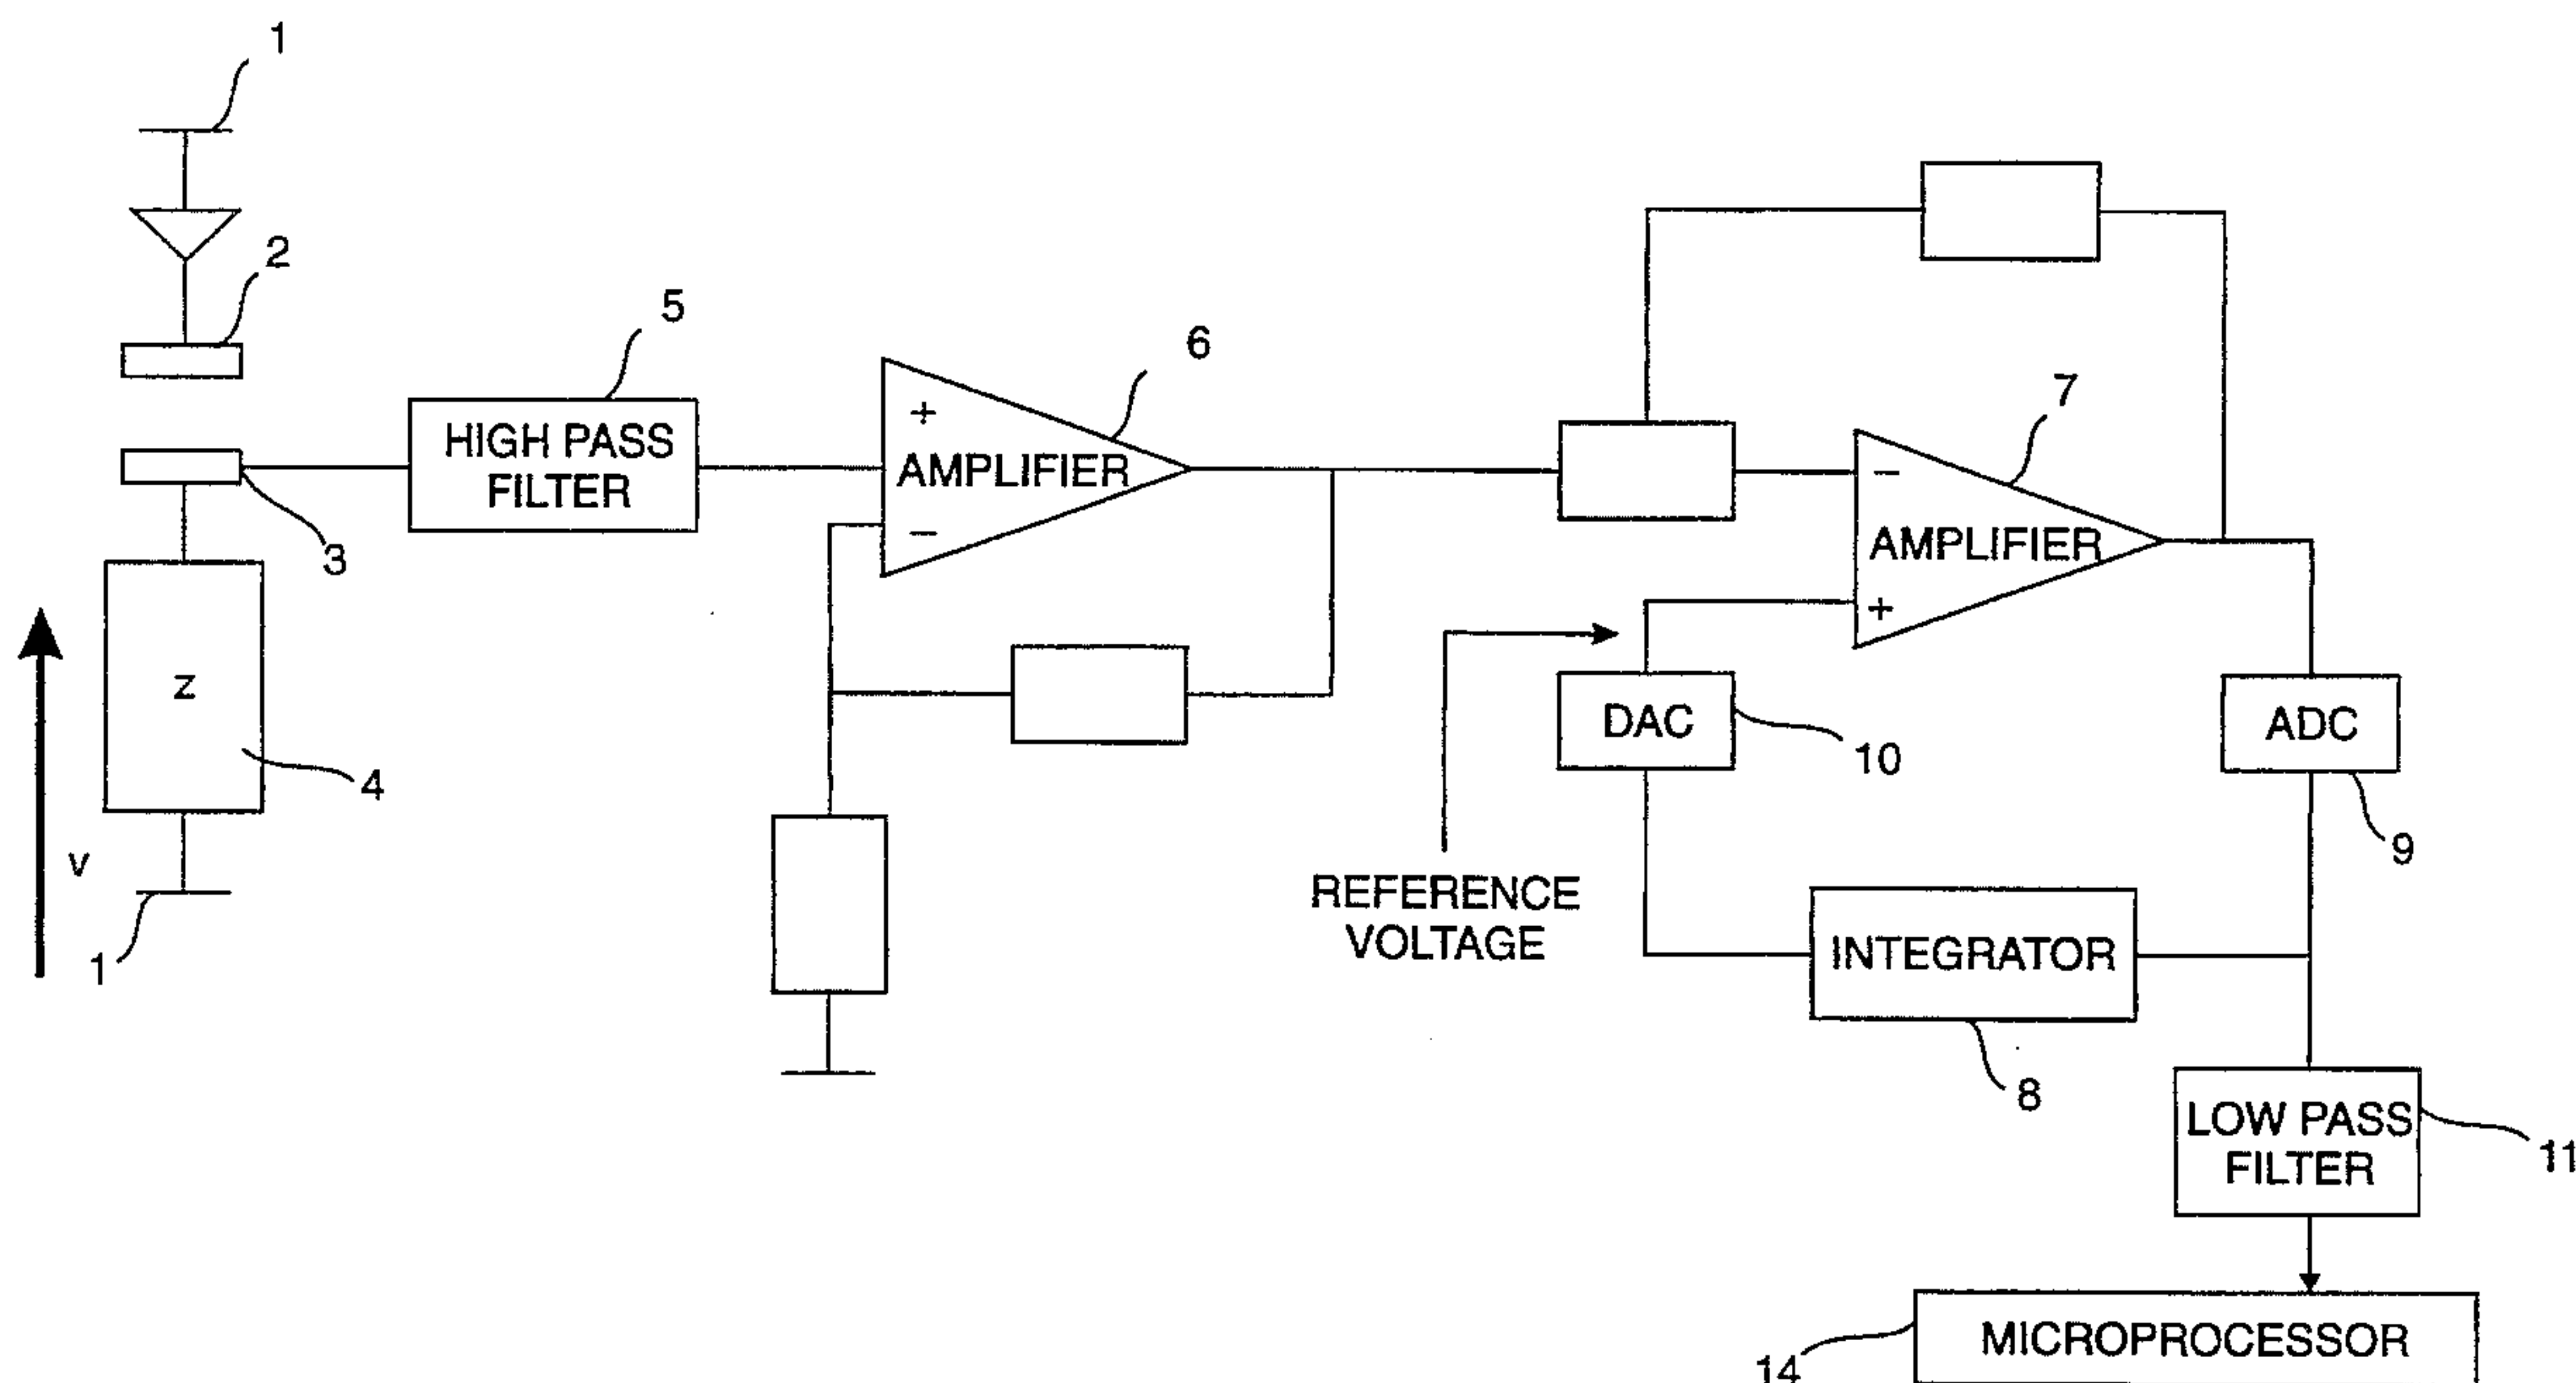 1
2
5
HIGH PASS
FILTER
3
z
4
v
1
6
+
AMPLIFIER
−
7
−
AMPLIFIER
+
REFERENCE
VOLTAGE
DAC
10
ADC
9
INTEGRATOR
8
LOW PASS
FILTER
11
MICROPROCESSOR
14